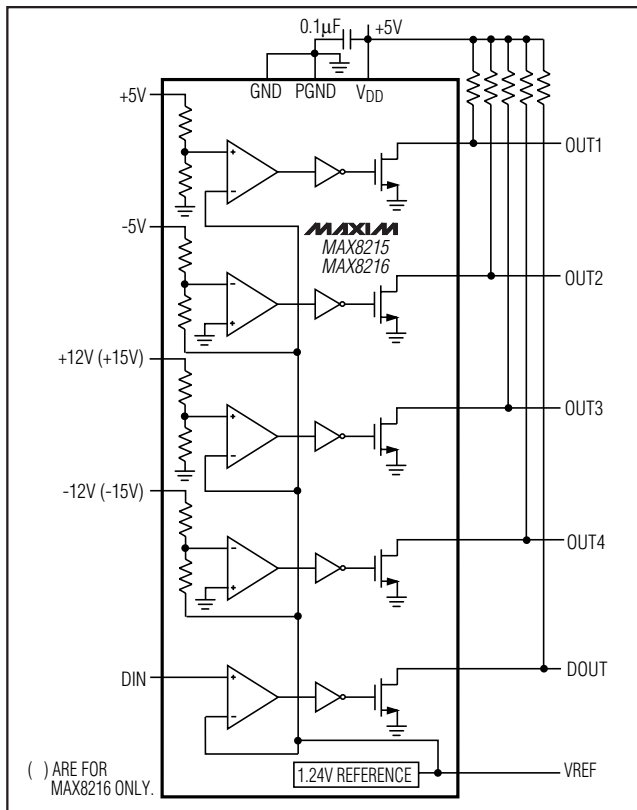 0.1µF
+5V
GND PGND VDD
+5V
OUT1
+
–
MAXIM
MAX8215
MAX8216
-5V
OUT2
–
+
+12V (+15V)
OUT3
+
–
-12V (-15V)
OUT4
–
+
DIN
DOUT
+
–
1.24V REFERENCE
VREF
( ) ARE FOR
MAX8216 ONLY.